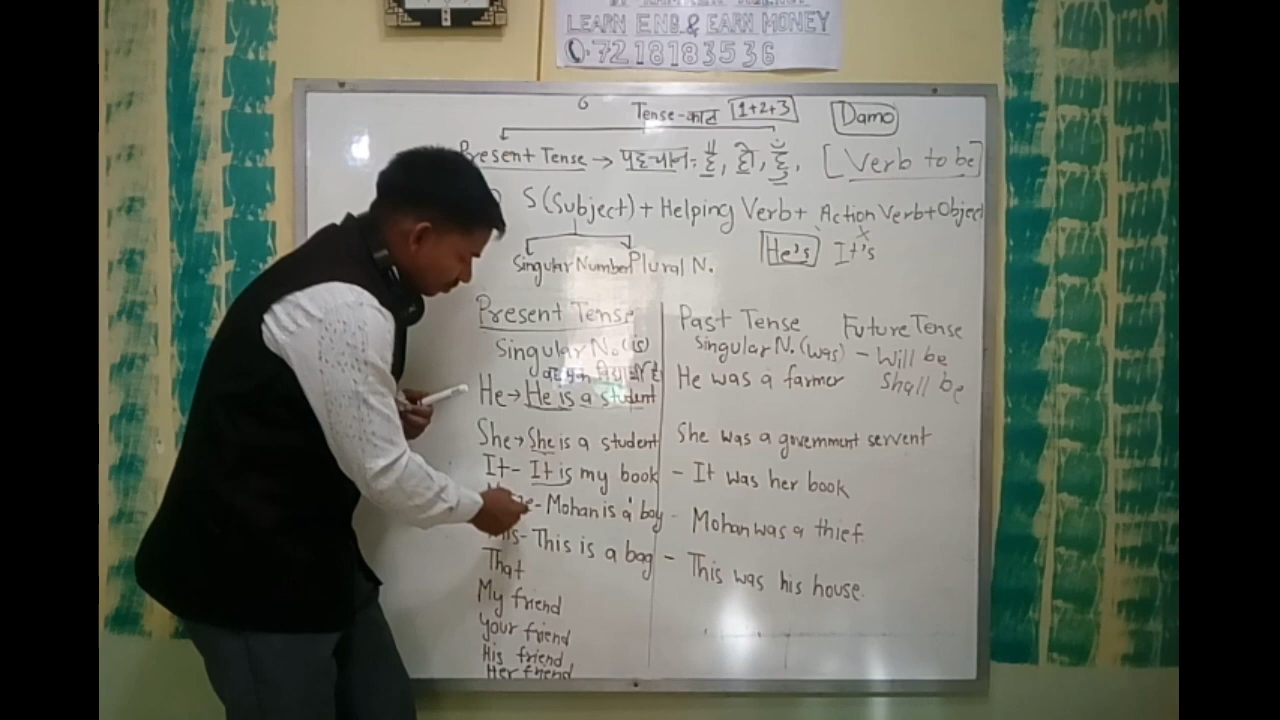 LEARN ENG. & EARN MONEY
7218183536
Tense-काल 1+2+3 Damo
Present Tense → पहचान: है, हो, हूँ, [Verb to be]
S (Subject) + Helping Verb + Action Verb + Object
He's It's
Singular Number Plural N.
Present Tense Past Tense Future Tense
Singular N. (is) Singular N. (was) - Will be
वह एक विद्यार्थी है Shall be
He → He is a student He was a farmer
She → She is a student She was a government servent
It - It is my book - It was her book
Mohan is a boy - Mohan was a thief.
This is a bag - This was his house.
That
My friend
Your friend
His friend
Her friend